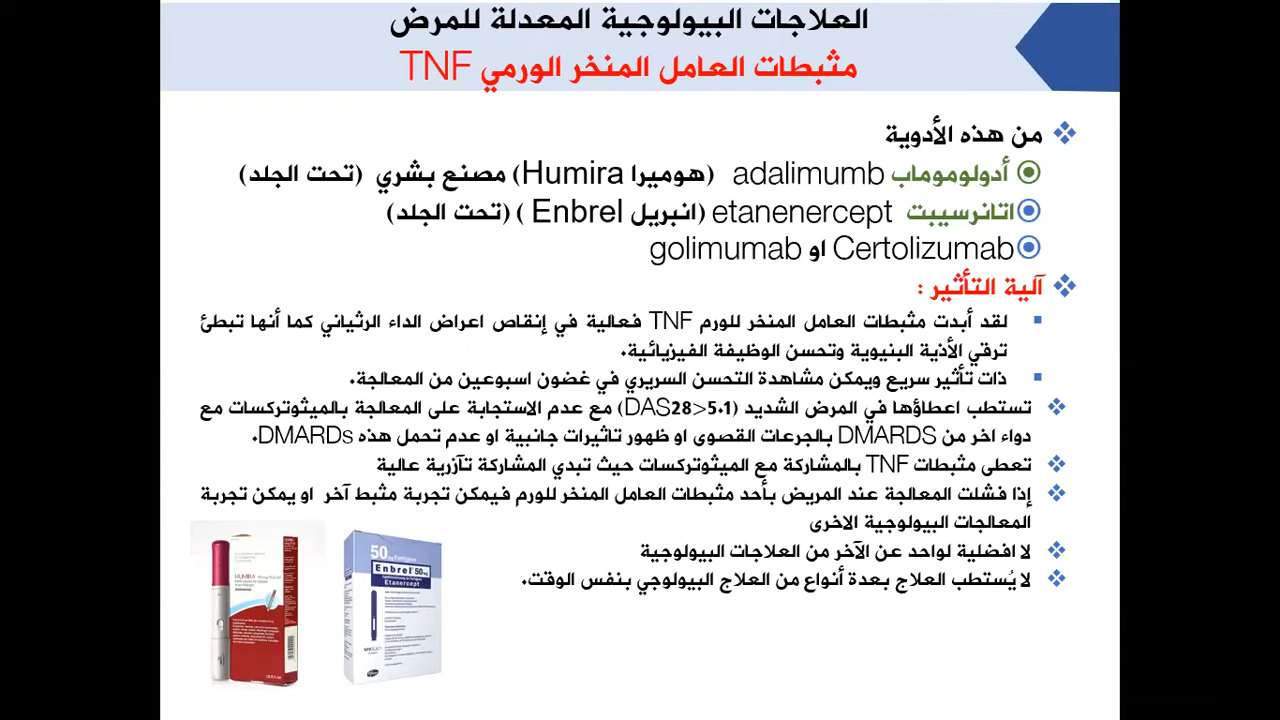 العلاجات البيولوجية المعدلة للمرض
مثبطات العامل المنخر الورمي TNF
من هذه الأدوية
أدولوموماب adalimumb (هوميرا Humira) مصنع بشري (تحت الجلد)
اتانرسيبت etanenercept (انبريل Enbrel ) (تحت الجلد)
Certolizumab او golimumab
آلية التأثير :
لقد أبدت مثبطات العامل المنخر للورم TNF فعالية في إنقاص اعراض الداء الرثياني كما أنها تبطئ
ترقي الأذية البنيوية وتحسن الوظيفة الفيزيائية.
ذات تأثير سريع ويمكن مشاهدة التحسن السريري في غضون اسبوعين من المعالجة.
تستطب اعطاؤها في المرض الشديد (DAS28>5.1) مع عدم الاستجابة على المعالجة بالميثوتركسات مع
دواء اخر من DMARDS بالجرعات القصوى او ظهور تاثيرات جانبية او عدم تحمل هذه DMARDs.
تعطى مثبطات TNF بالمشاركة مع الميثوتركسات حيث تبدي المشاركة تآزرية عالية
إذا فشلت المعالجة عند المريض بأحد مثبطات العامل المنخر للورم فيمكن تجربة مثبط آخر او يمكن تجربة
المعالجات البيولوجية الاخرى
لا افضلية لواحد عن الآخر من العلاجات البيولوجية
لا يُستطب العلاج بعدة أنواع من العلاج البيولوجي بنفس الوقت.
HUMIRA
50 mg
Enbrel 50 mg
Etanercept
Pfizer